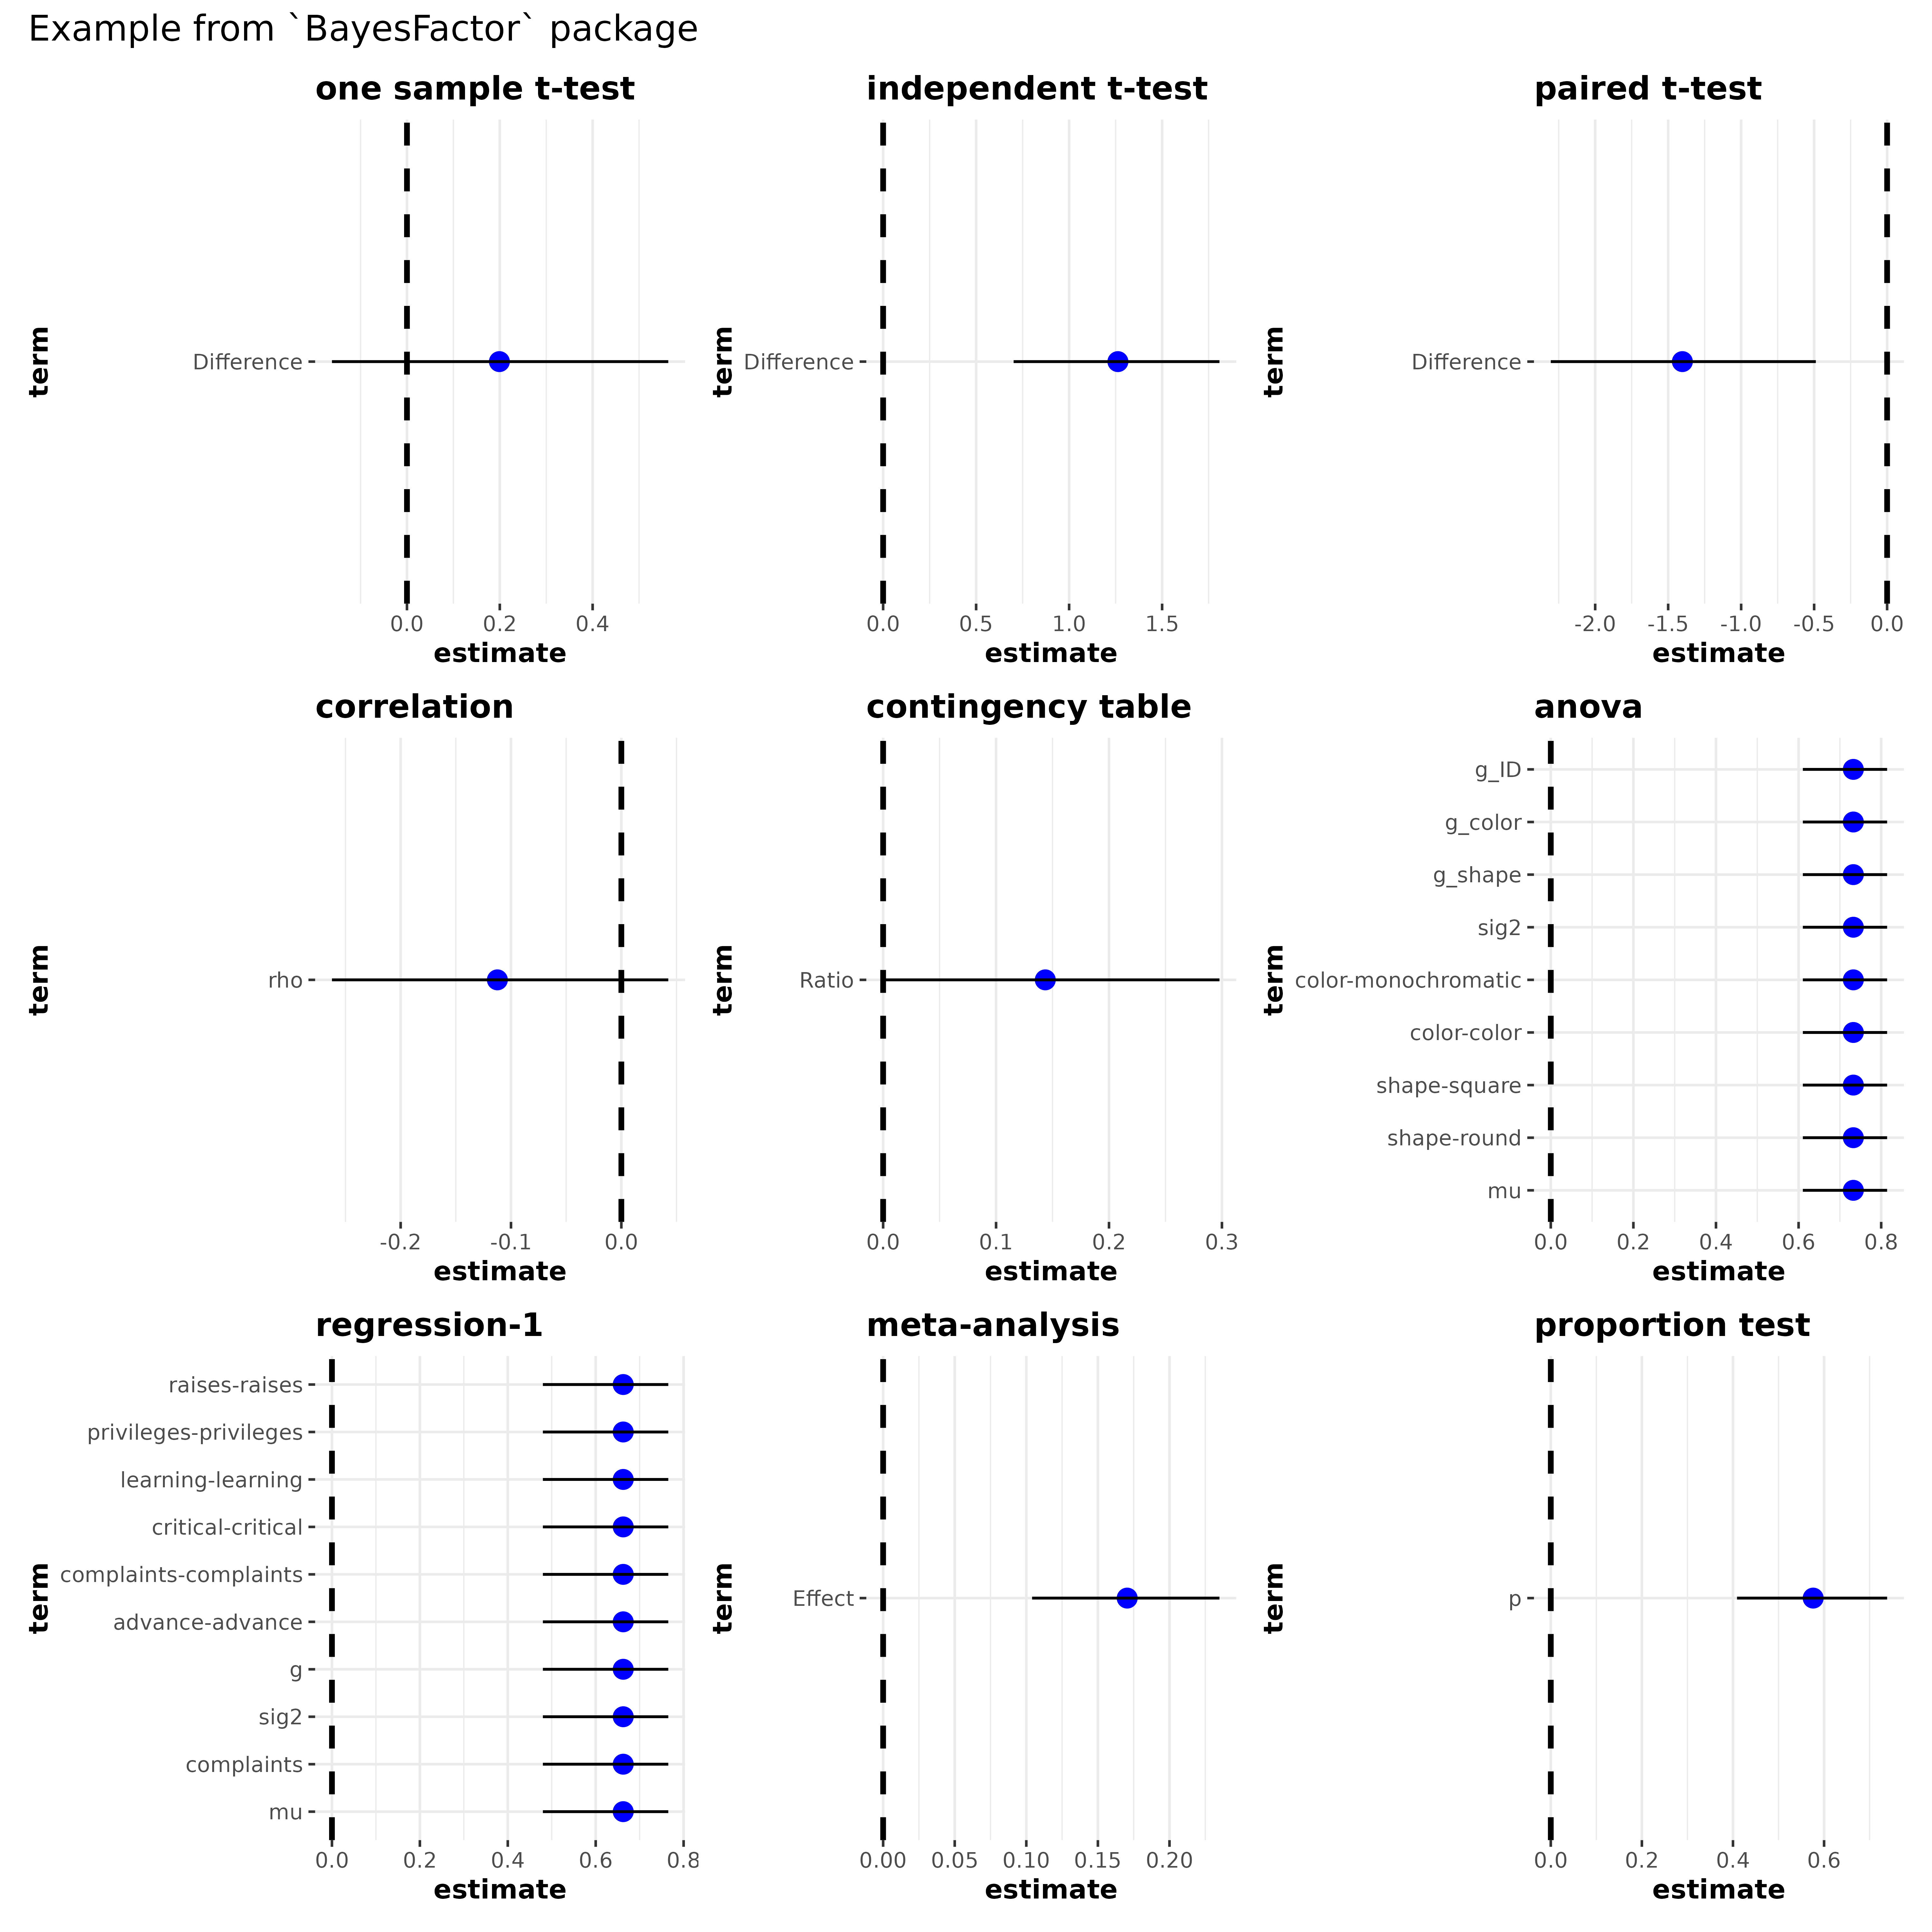 Example from `BayesFactor` package
one sample t-test
term
Difference
0.0 0.2 0.4
estimate
independent t-test
term
Difference
0.0 0.5 1.0 1.5
estimate
paired t-test
term
Difference
-2.0 -1.5 -1.0 -0.5 0.0
estimate
correlation
term
rho
-0.2 -0.1 0.0
estimate
contingency table
term
Ratio
0.0 0.1 0.2 0.3
estimate
anova
term
g_ID
g_color
g_shape
sig2
color-monochromatic
color-color
shape-square
shape-round
mu
0.0 0.2 0.4 0.6 0.8
estimate
regression-1
term
raises-raises
privileges-privileges
learning-learning
critical-critical
complaints-complaints
advance-advance
g
sig2
complaints
mu
0.0 0.2 0.4 0.6 0.8
estimate
meta-analysis
term
Effect
0.00 0.05 0.10 0.15 0.20
estimate
proportion test
term
p
0.0 0.2 0.4 0.6
estimate